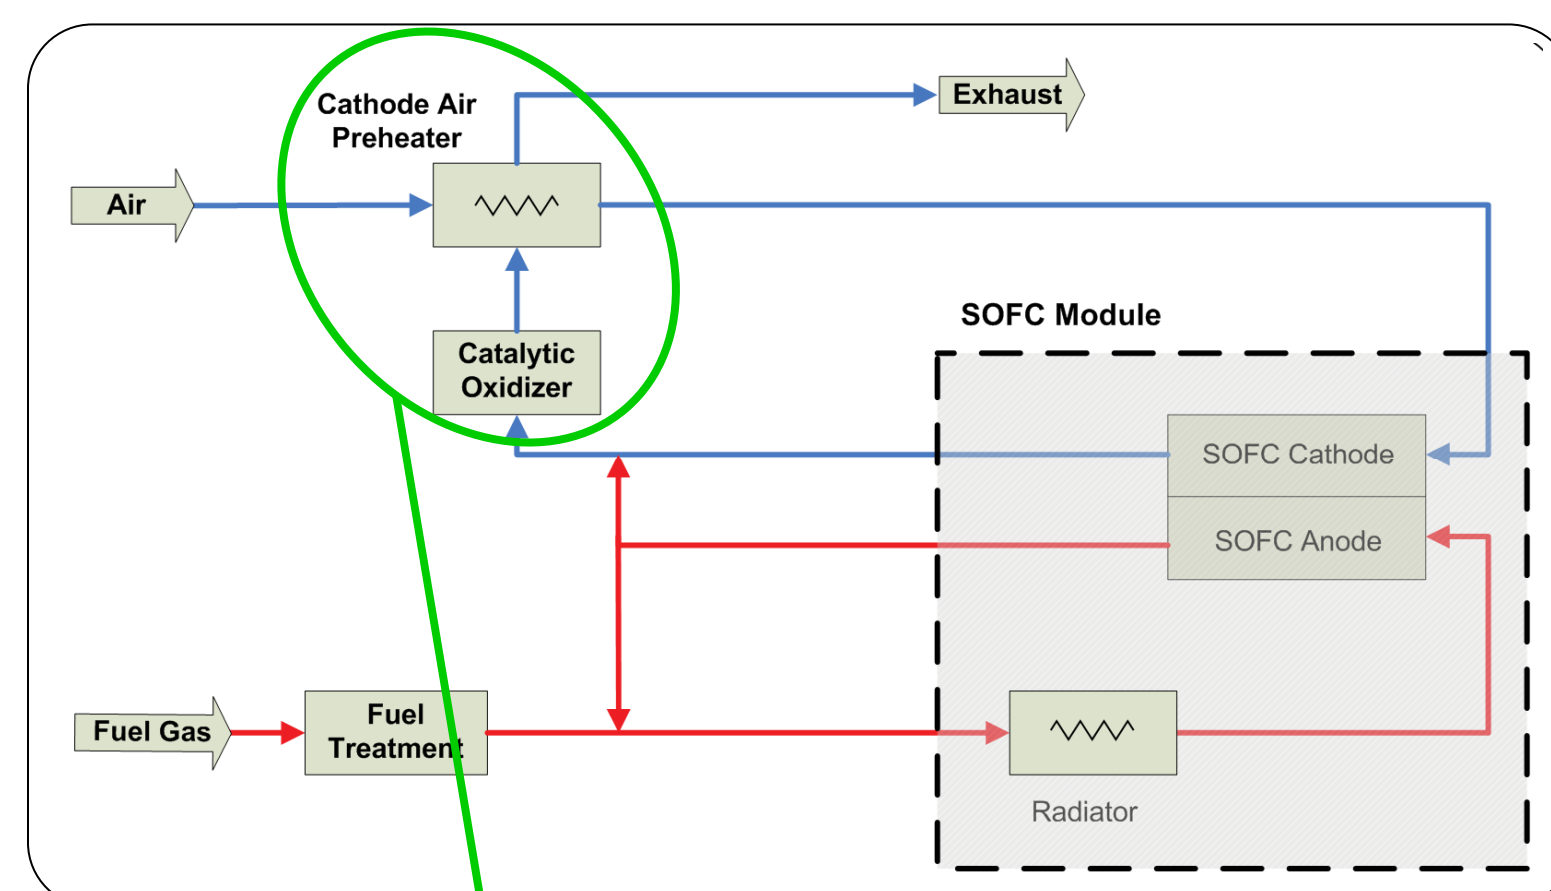 Cathode Air
Preheater
Exhaust
Air
SOFC Module
Catalytic
Oxidizer
SOFC Cathode
SOFC Anode
Fuel Gas
Fuel
Treatment
Radiator